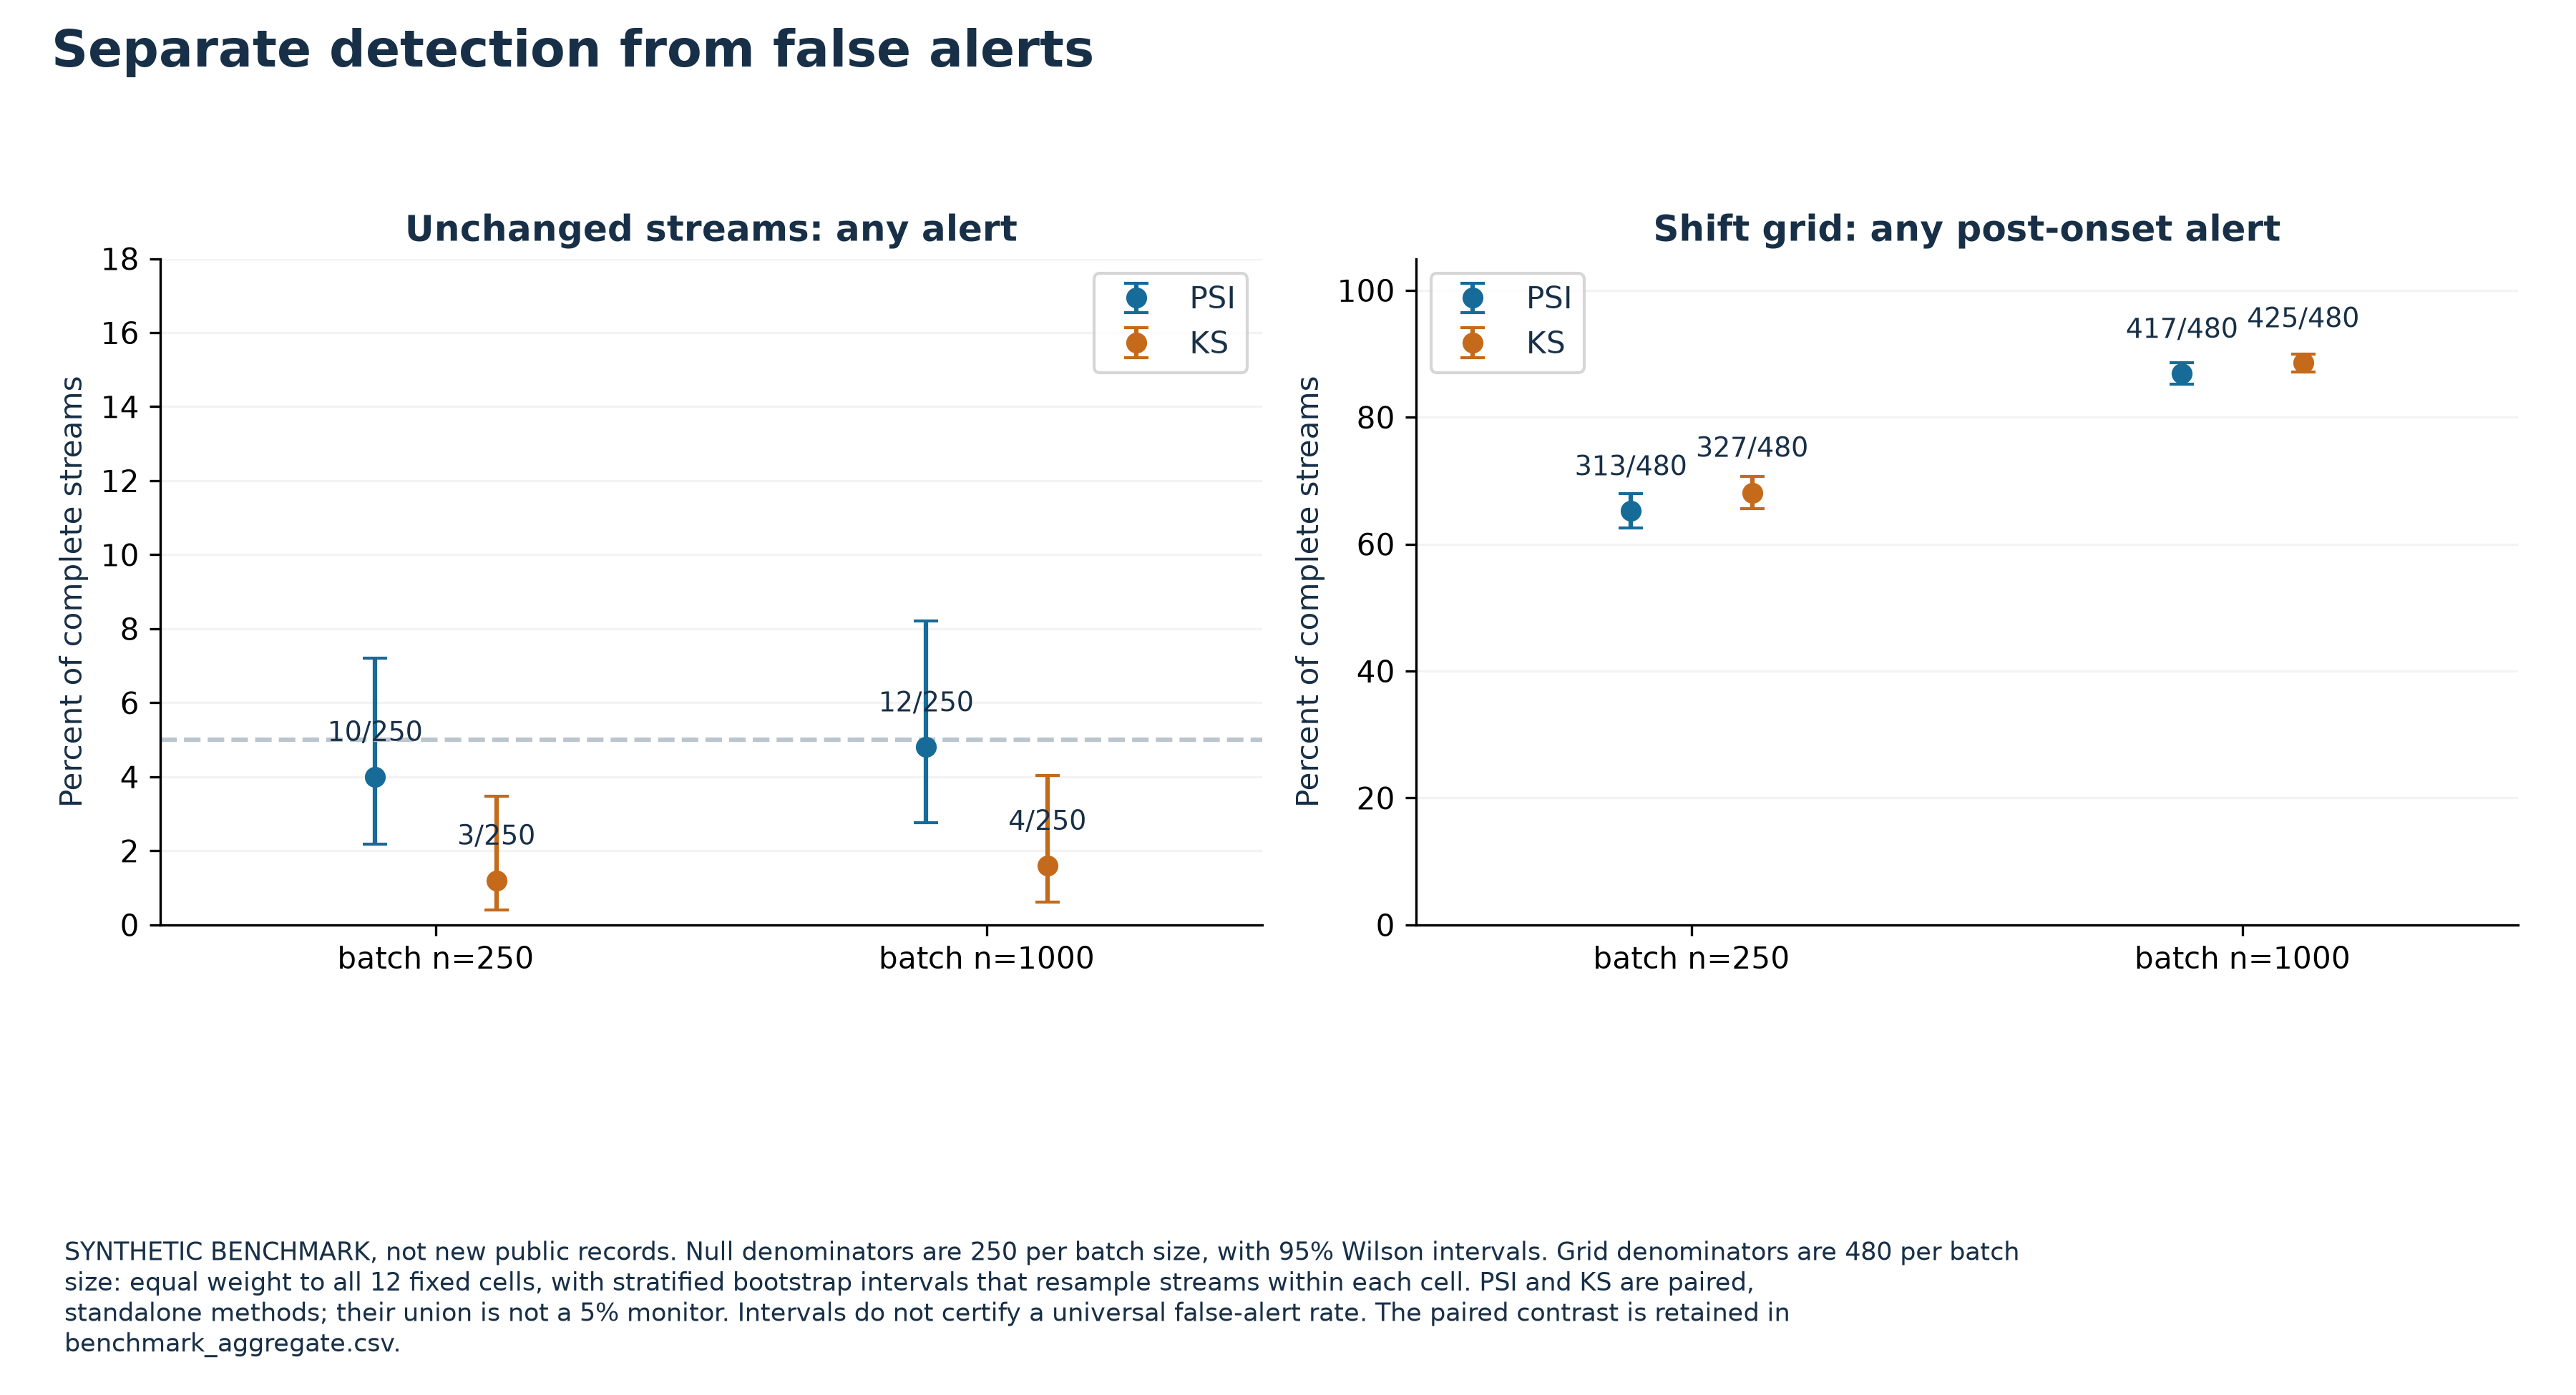 Separate detection from false alerts
Unchanged streams: any alert
Percent of complete streams
18
16
14
12
10
8
6
4
2
0
PSI
KS
10/250
3/250
12/250
4/250
batch n=250
batch n=1000
Shift grid: any post-onset alert
Percent of complete streams
100
80
60
40
20
0
PSI
KS
313/480
327/480
417/480
425/480
batch n=250
batch n=1000
SYNTHETIC BENCHMARK, not new public records. Null denominators are 250 per batch size, with 95% Wilson intervals. Grid denominators are 480 per batch
size: equal weight to all 12 fixed cells, with stratified bootstrap intervals that resample streams within each cell. PSI and KS are paired,
standalone methods; their union is not a 5% monitor. Intervals do not certify a universal false-alert rate. The paired contrast is retained in
benchmark_aggregate.csv.